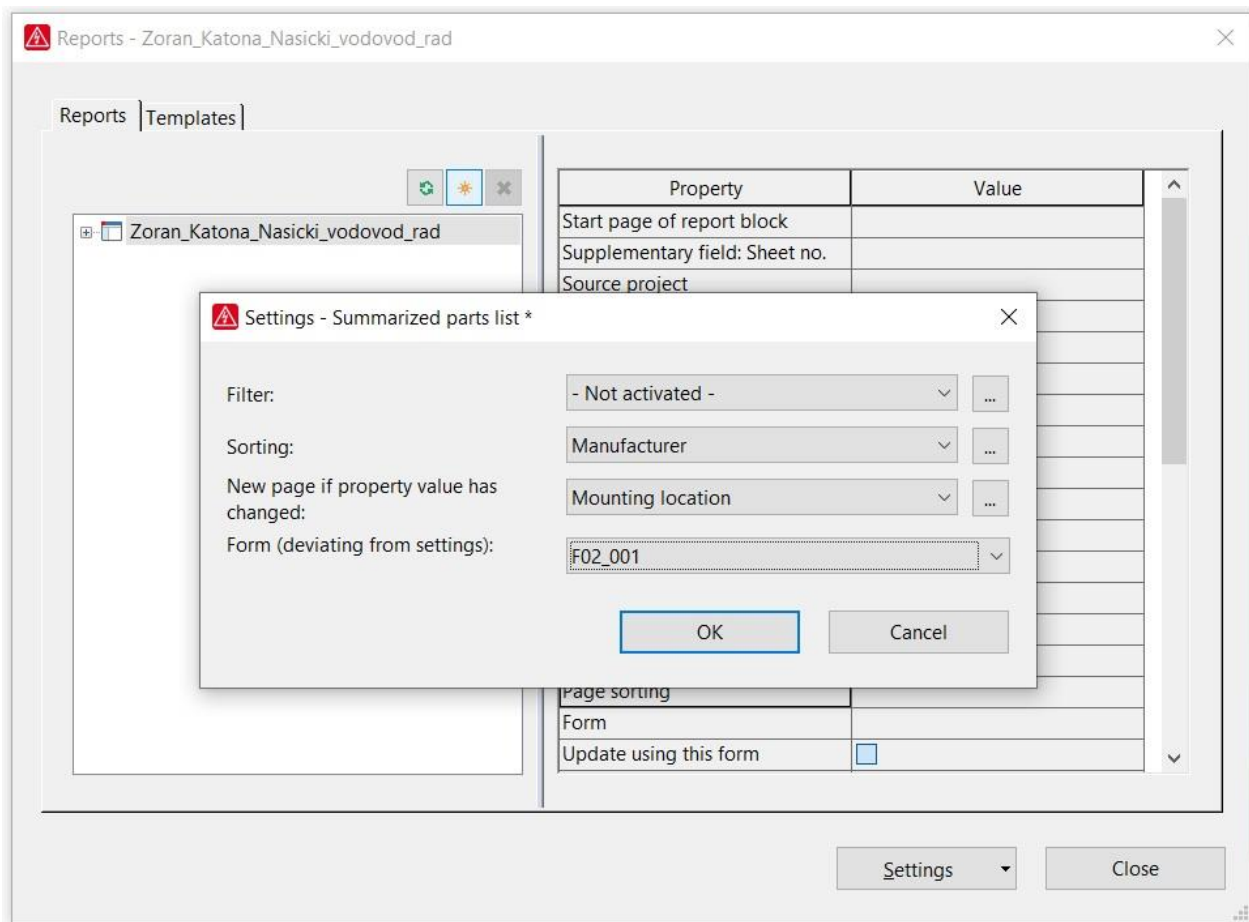 Reports - Zoran_Katona_Nasicki_vodovod_rad
Reports
Templates
Zoran_Katona_Nasicki_vodovod_rad
Property
Value
Start page of report block
Supplementary field: Sheet no.
Source project
Settings - Summarized parts list *
Filter:
- Not activated -
...
Sorting:
Manufacturer
...
New page if property value has
changed:
Mounting location
...
Form (deviating from settings):
F02_001
OK
Cancel
Page sorting
Form
Update using this form
Settings
Close